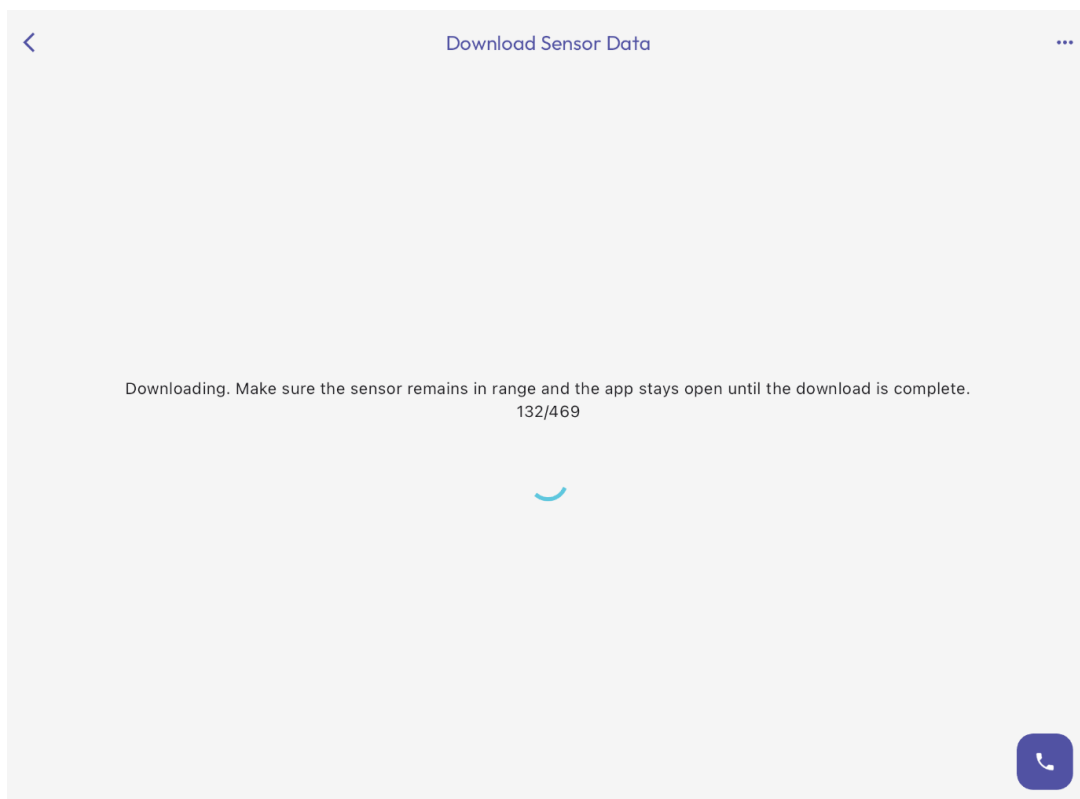 Download Sensor Data
Downloading. Make sure the sensor remains in range and the app stays open until the download is complete.
132/469